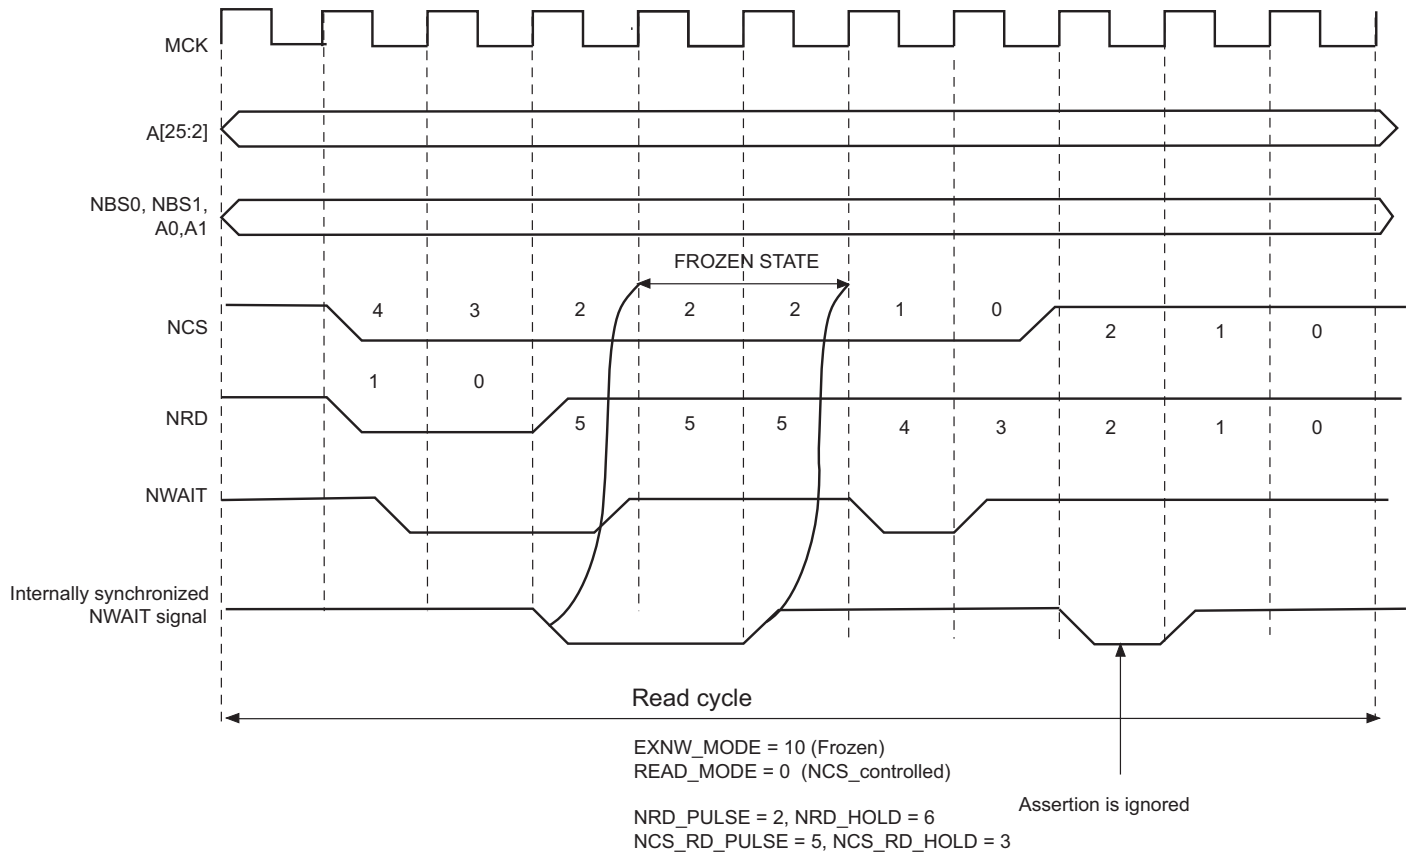 MCK
A[25:2]
NBS0, NBS1,
A0,A1
FROZEN STATE
4 3 2 2 2 1 0
NCS
2 1 0
1 0
NRD
5 5 5 4 3 2 1 0
NWAIT
Internally synchronized
NWAIT signal
Read cycle
EXNW_MODE = 10 (Frozen)
READ_MODE = 0 (NCS_controlled)
Assertion is ignored
NRD_PULSE = 2, NRD_HOLD = 6
NCS_RD_PULSE = 5, NCS_RD_HOLD = 3